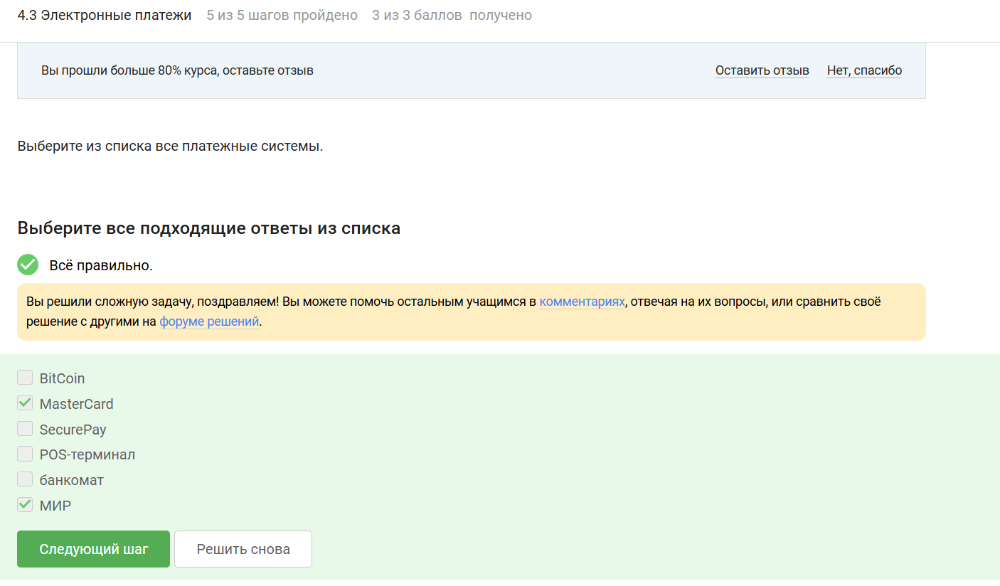 4.3 Электронные платежи 5 из 5 шагов пройдено 3 из 3 баллов получено
Вы прошли больше 80% курса, оставьте отзыв Оставить отзыв Нет, спасибо
Выберите из списка все платежные системы.
Выберите все подходящие ответы из списка
Всё правильно.
Вы решили сложную задачу, поздравляем! Вы можете помочь остальным учащимся в комментариях, отвечая на их вопросы, или сравнить своё
решение с другими на форуме решений.
BitCoin
MasterCard
SecurePay
POS-терминал
банкомат
МИР
Следующий шаг Решить снова